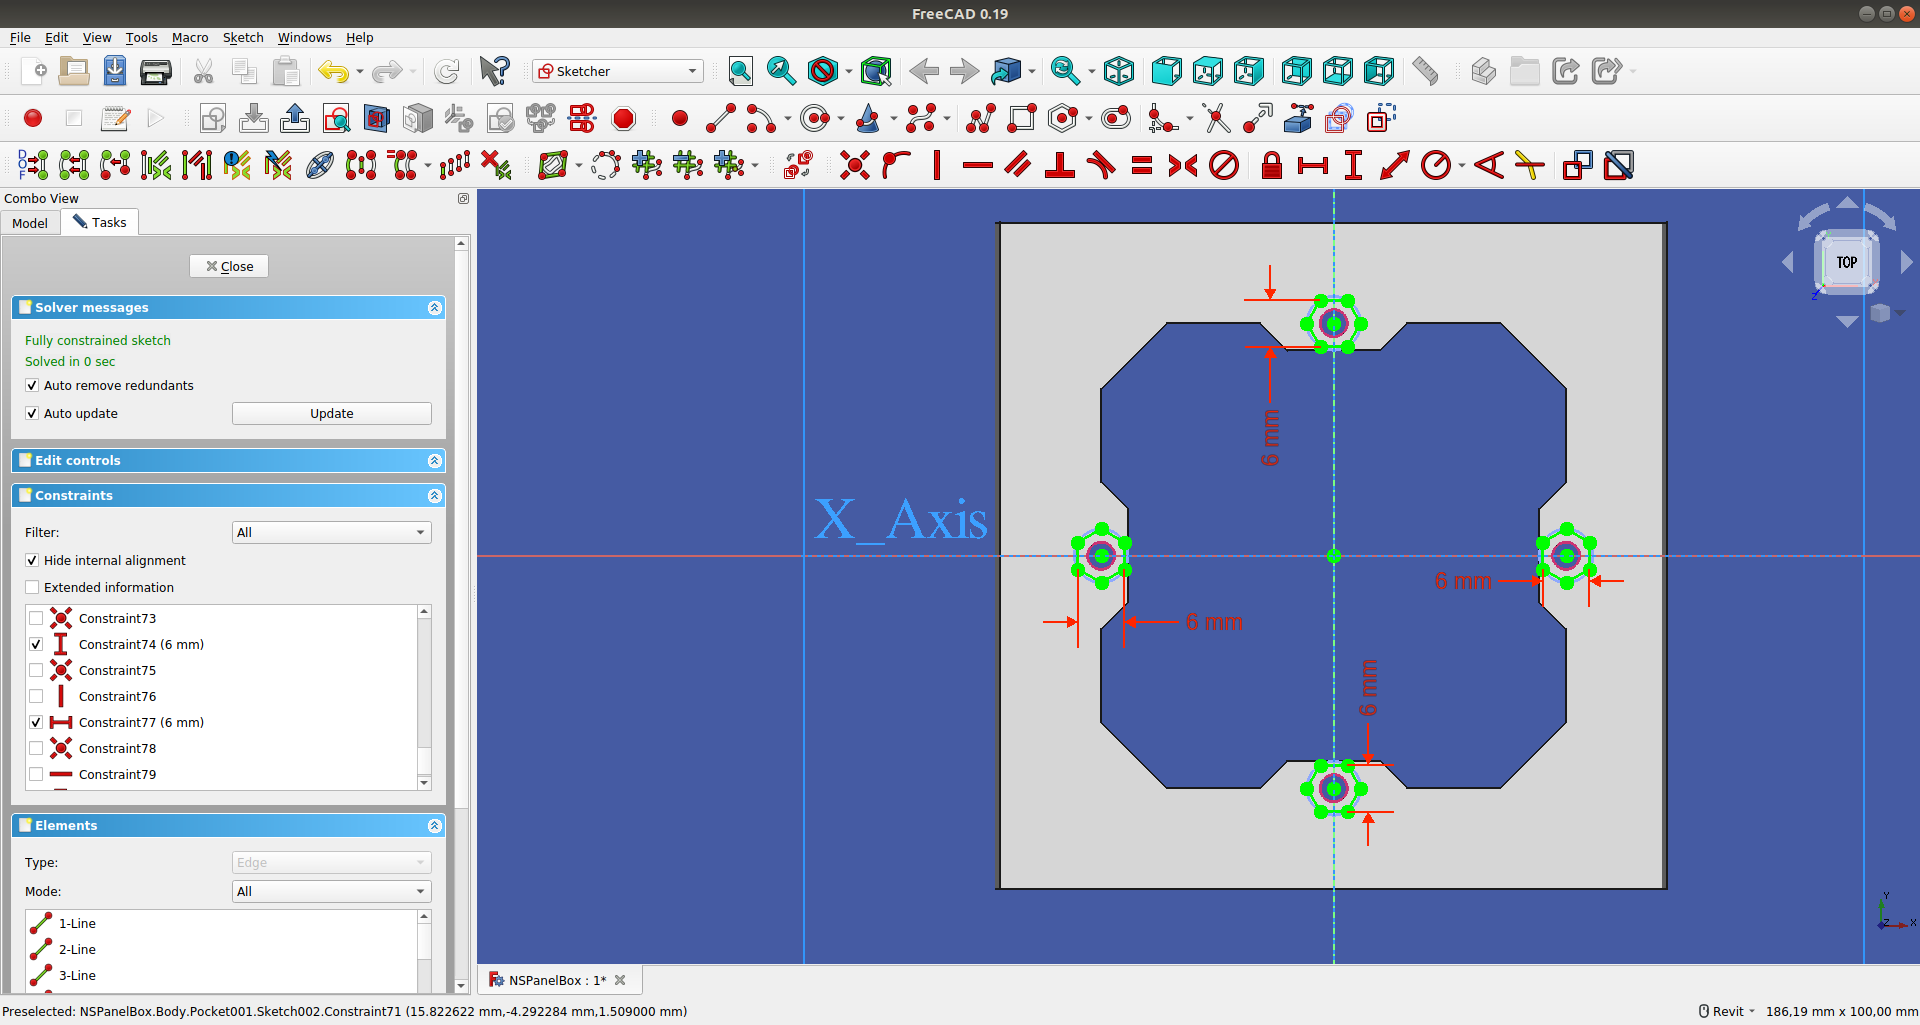 FreeCAD 0.19
File Edit View Tools Macro Sketch Windows Help
Sketcher
DOF
Combo View
Model Tasks
Close
Solver messages
Fully constrained sketch
Solved in 0 sec
Auto remove redundants
Auto update Update
Edit controls
Constraints
Filter: All
Hide internal alignment
Extended information
Constraint73
Constraint74 (6 mm)
Constraint75
Constraint76
Constraint77 (6 mm)
Constraint78
Constraint79
Elements
Type: Edge
Mode: All
1-Line
2-Line
3-Line
X_Axis
6 mm
6 mm
6 mm
6 mm
TOP
Z
Y
Z X
NSPanelBox : 1*
Preselected: NSPanelBox.Body.Pocket001.Sketch002.Constraint71 (15.822622 mm,-4.292284 mm,1.509000 mm)
Revit 186,19 mm x 100,00 mm